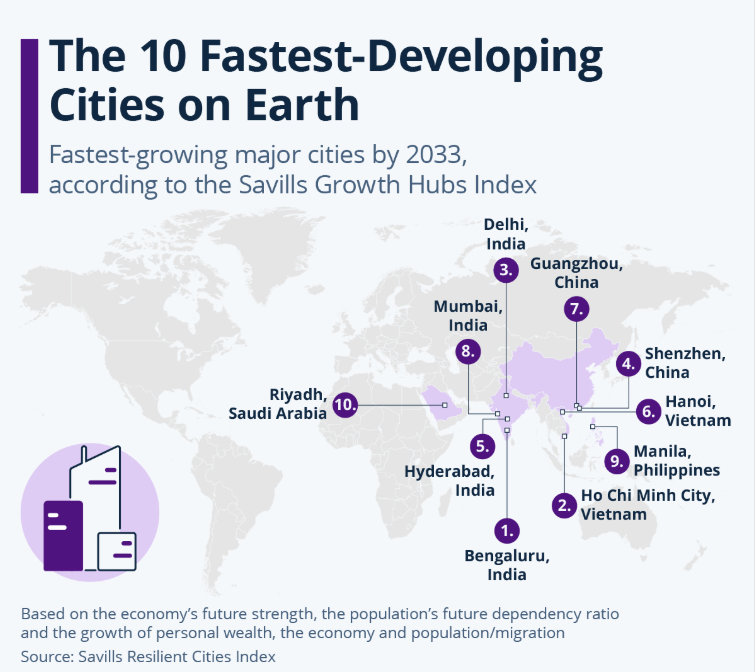 The 10 Fastest-Developing
Cities on Earth
Fastest-growing major cities by 2033,
according to the Savills Growth Hubs Index
Delhi,
India
3.
Guangzhou,
China
7.
Mumbai,
India
8.
4.
Shenzhen,
China
Riyadh,
Saudi Arabia
10.
6.
Hanoi,
Vietnam
5.
Hyderabad,
India
9.
Manila,
Philippines
2.
Ho Chi Minh City,
Vietnam
1.
Bengaluru,
India
Based on the economy’s future strength, the population’s future dependency ratio
and the growth of personal wealth, the economy and population/migration
Source: Savills Resilient Cities Index